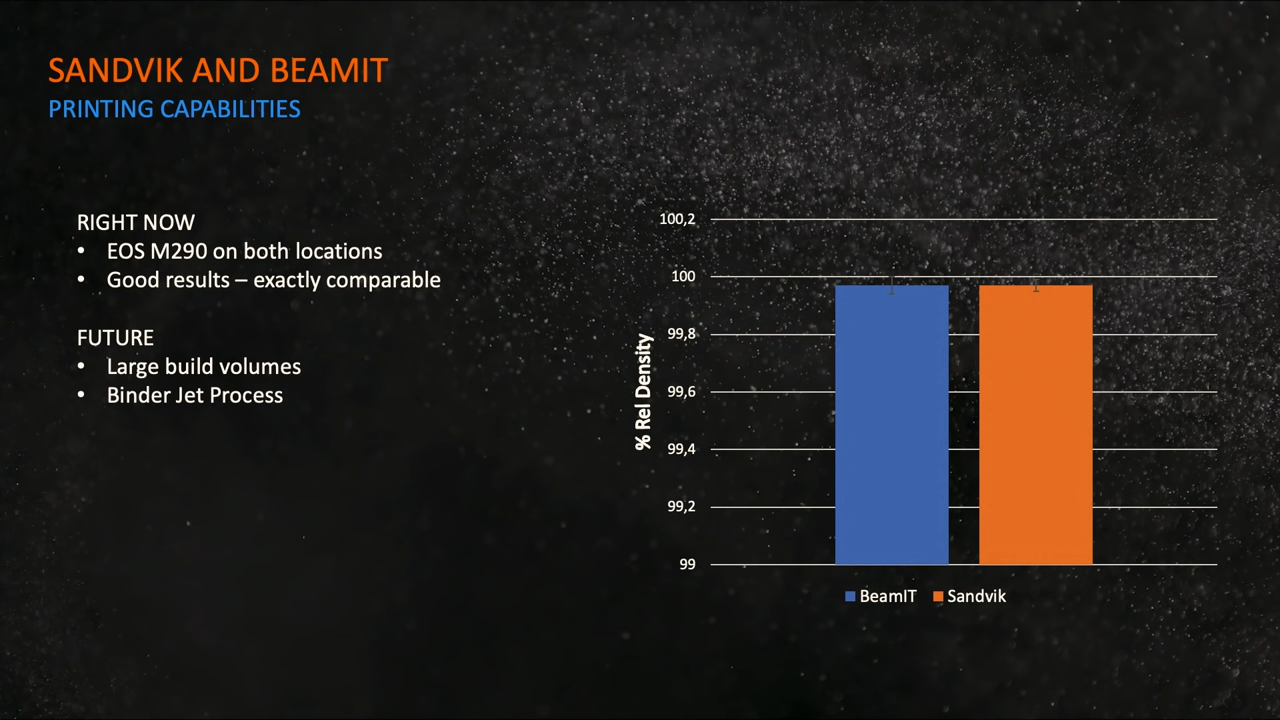 SANDVIK AND BEAMIT
PRINTING CAPABILITIES
RIGHT NOW
• EOS M290 on both locations
• Good results – exactly comparable
FUTURE
• Large build volumes
• Binder Jet Process
% Rel Density
100,2
100
99,8
99,6
99,4
99,2
99
BeamIT Sandvik